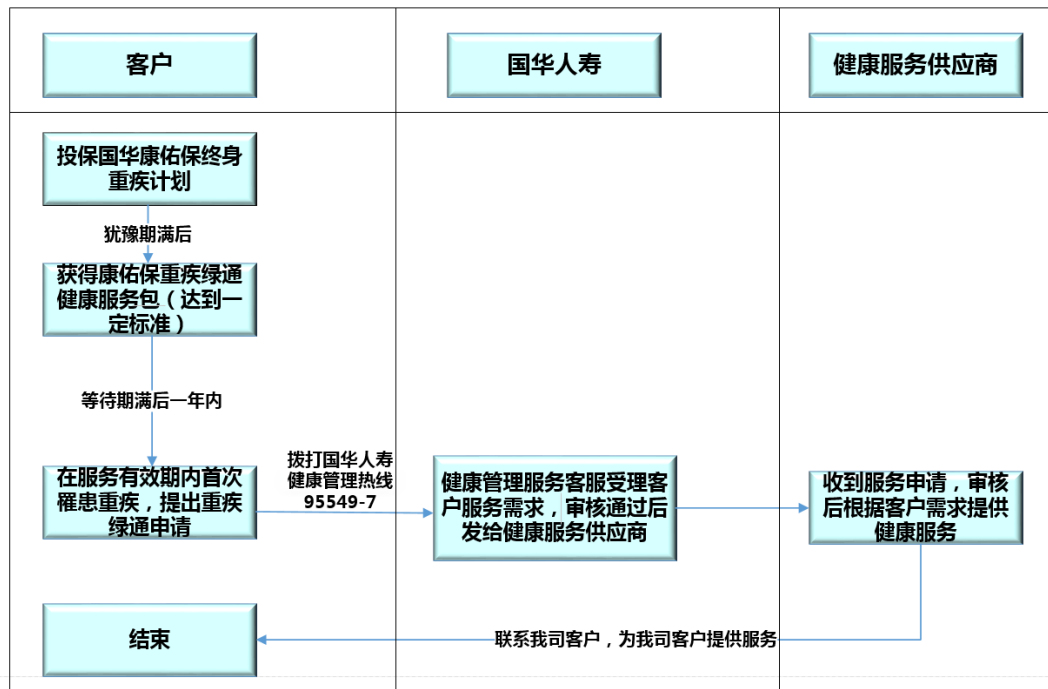 客户
国华人寿
健康服务供应商
投保国华康佑保终身
重疾计划
犹豫期满后
获得康佑保重疾绿通
健康服务包（达到一
定标准）
等待期满后一年内
在服务有效期内首次
罹患重疾，提出重疾
绿通申请
拨打国华人寿
健康管理热线
95549-7
健康管理服务客服受理客
户服务需求，审核通过后
发给健康服务供应商
收到服务申请，审核
后根据客户需求提供
健康服务
联系我司客户，为我司客户提供服务
结束